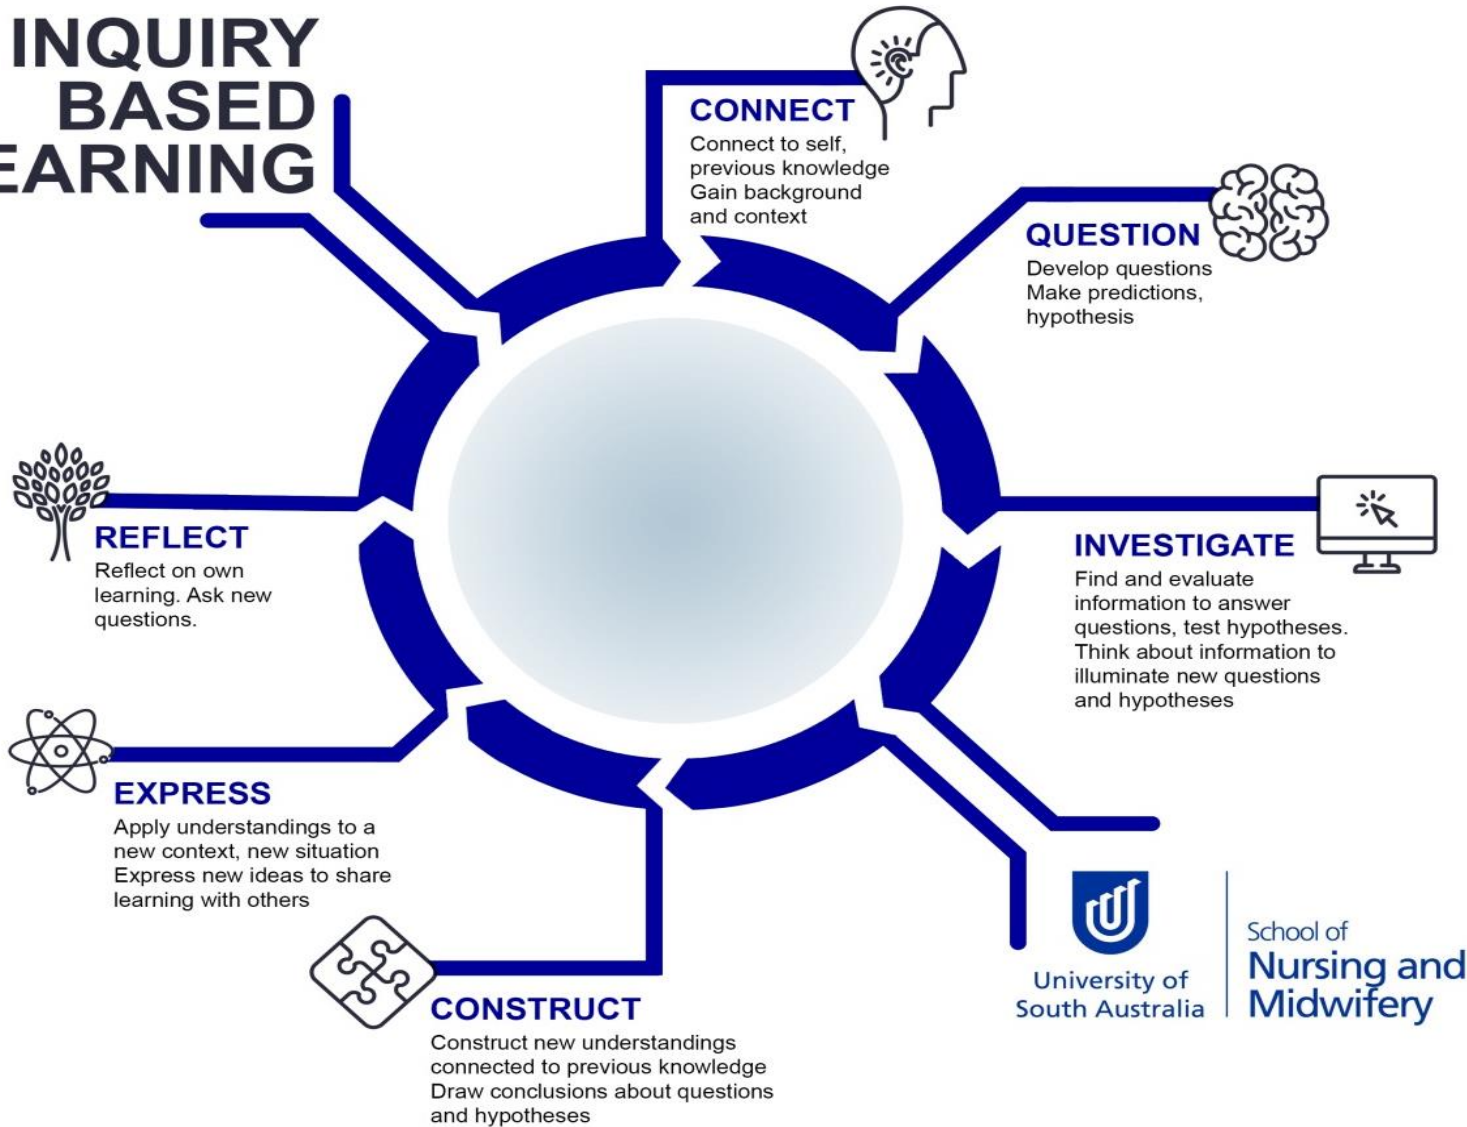 INQUIRY
BASED
EARNING
CONNECT
Connect to self,
previous knowledge
Gain background
and context
QUESTION
Develop questions
Make predictions,
hypothesis
INVESTIGATE
Find and evaluate
information to answer
questions, test hypotheses.
Think about information to
illuminate new questions
and hypotheses
CONSTRUCT
Construct new understandings
connected to previous knowledge
Draw conclusions about questions
and hypotheses
EXPRESS
Apply understandings to a
new context, new situation
Express new ideas to share
learning with others
REFLECT
Reflect on own
learning. Ask new
questions.
University of
South Australia
School of
Nursing and
Midwifery